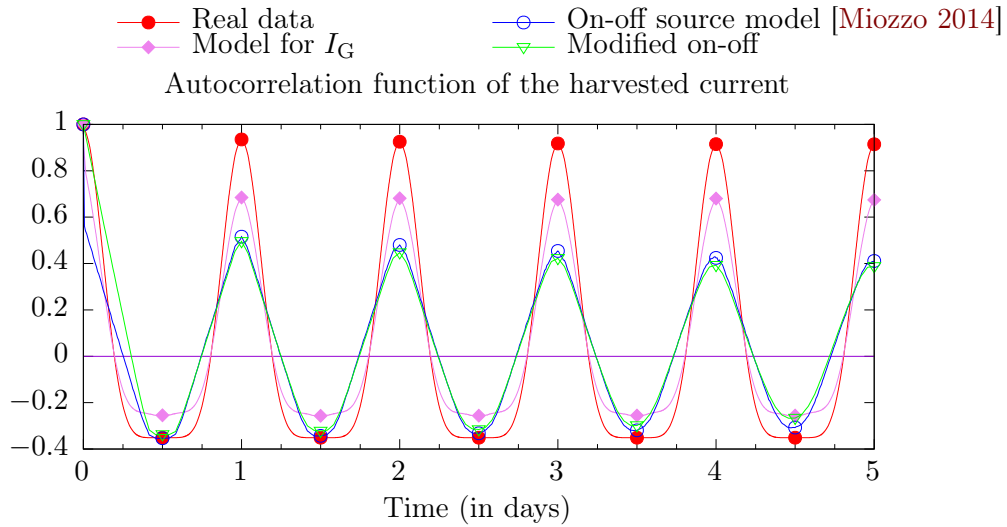 Real data
On-off source model [Miozzo 2014]
Model for I_G
Modified on-off
Autocorrelation function of the harvested current
1
0.8
0.6
0.4
0.2
0
−0.2
−0.4
0 1 2 3 4 5
Time (in days)